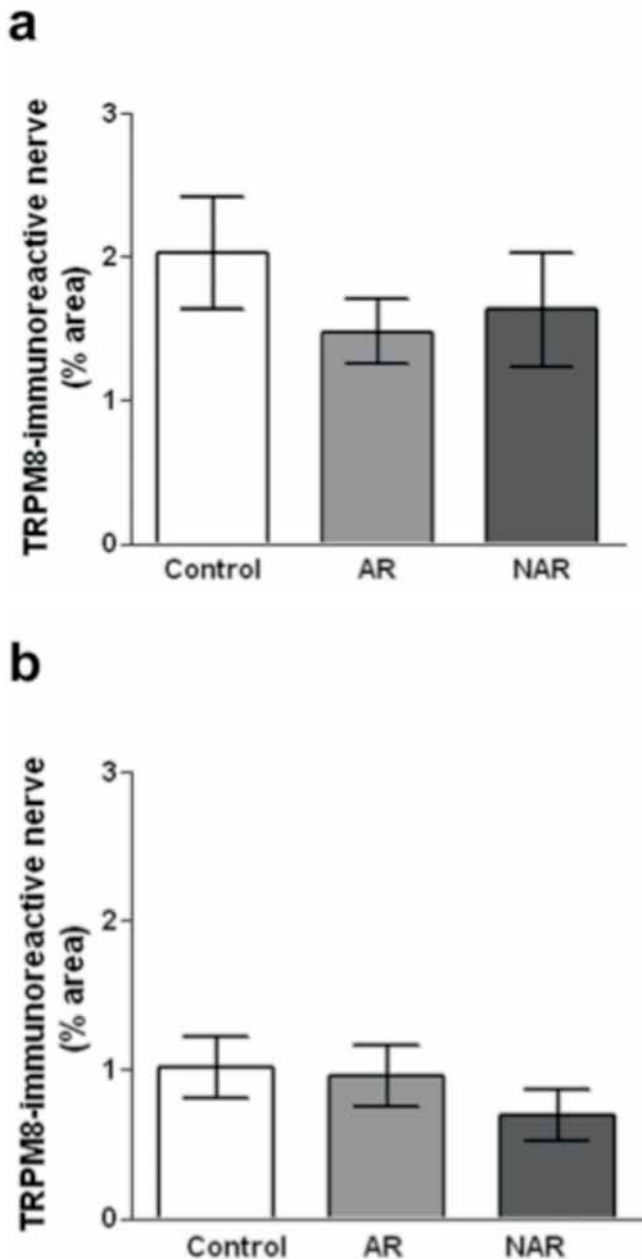 a
TRPM8-immunoreactive nerve
(% area)
3
2
1
0
Control AR NAR
b
TRPM8-immunoreactive nerve
(% area)
3
2
1
0
Control AR NAR